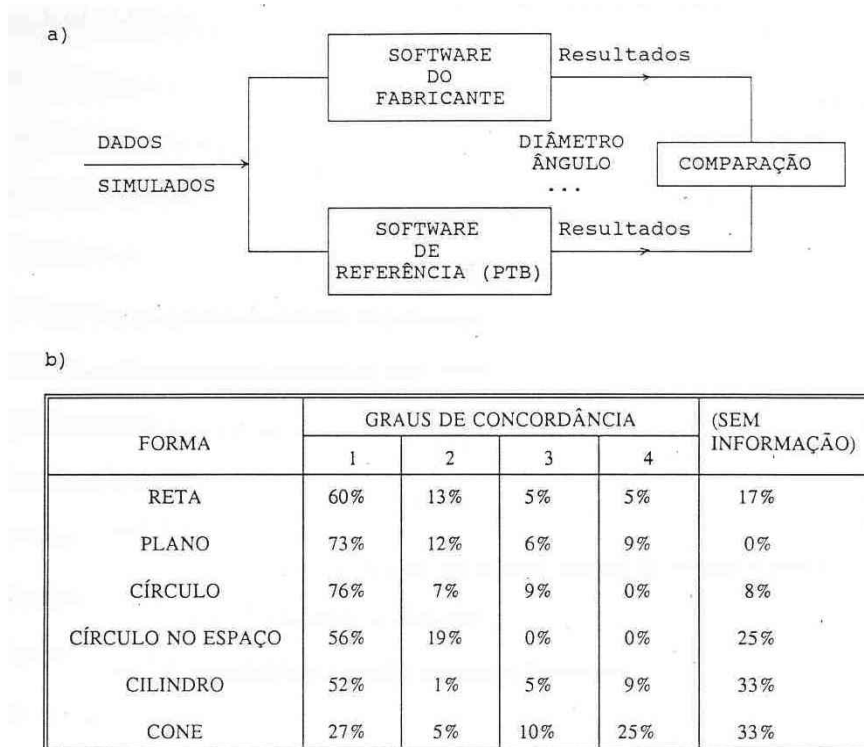 a)
SOFTWARE
DO
FABRICANTE
Resultados
DADOS
SIMULADOS
DIÂMETRO
ÂNGULO
...
COMPARAÇÃO
SOFTWARE
DE
REFERÊNCIA (PTB)
Resultados
b)
FORMA GRAUS DE CONCORDÂNCIA (SEM
INFORMAÇÃO)
1 2 3 4
RETA 60% 13% 5% 5% 17%
PLANO 73% 12% 6% 9% 0%
CÍRCULO 76% 7% 9% 0% 8%
CÍRCULO NO ESPAÇO 56% 19% 0% 0% 25%
CILINDRO 52% 1% 5% 9% 33%
CONE 27% 5% 10% 25% 33%